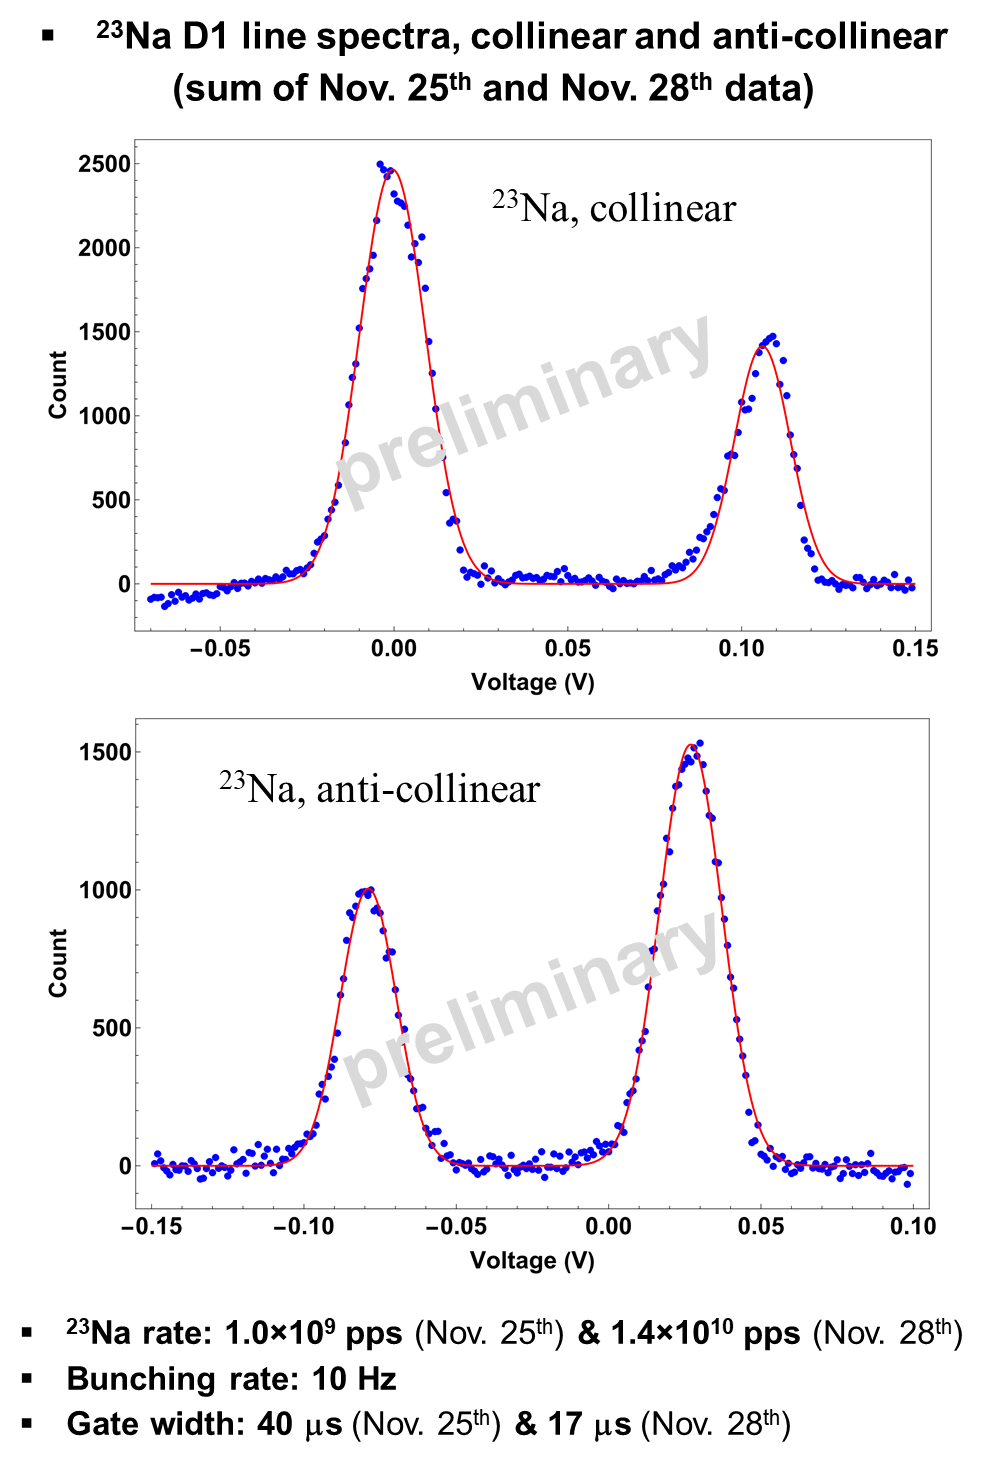 ▪ ²³Na D1 line spectra, collinear and anti-collinear
(sum of Nov. 25ᵗʰ and Nov. 28ᵗʰ data)
2500
2000
1500
1000
500
0
Count
²³Na, collinear
preliminary
−0.05 0.00 0.05 0.10 0.15
Voltage (V)
1500
1000
500
0
Count
²³Na, anti-collinear
preliminary
−0.15 −0.10 −0.05 0.00 0.05 0.10
Voltage (V)
▪ ²³Na rate: 1.0×10⁹ pps (Nov. 25ᵗʰ) & 1.4×10¹⁰ pps (Nov. 28ᵗʰ)
▪ Bunching rate: 10 Hz
▪ Gate width: 40 μs (Nov. 25ᵗʰ) & 17 μs (Nov. 28ᵗʰ)